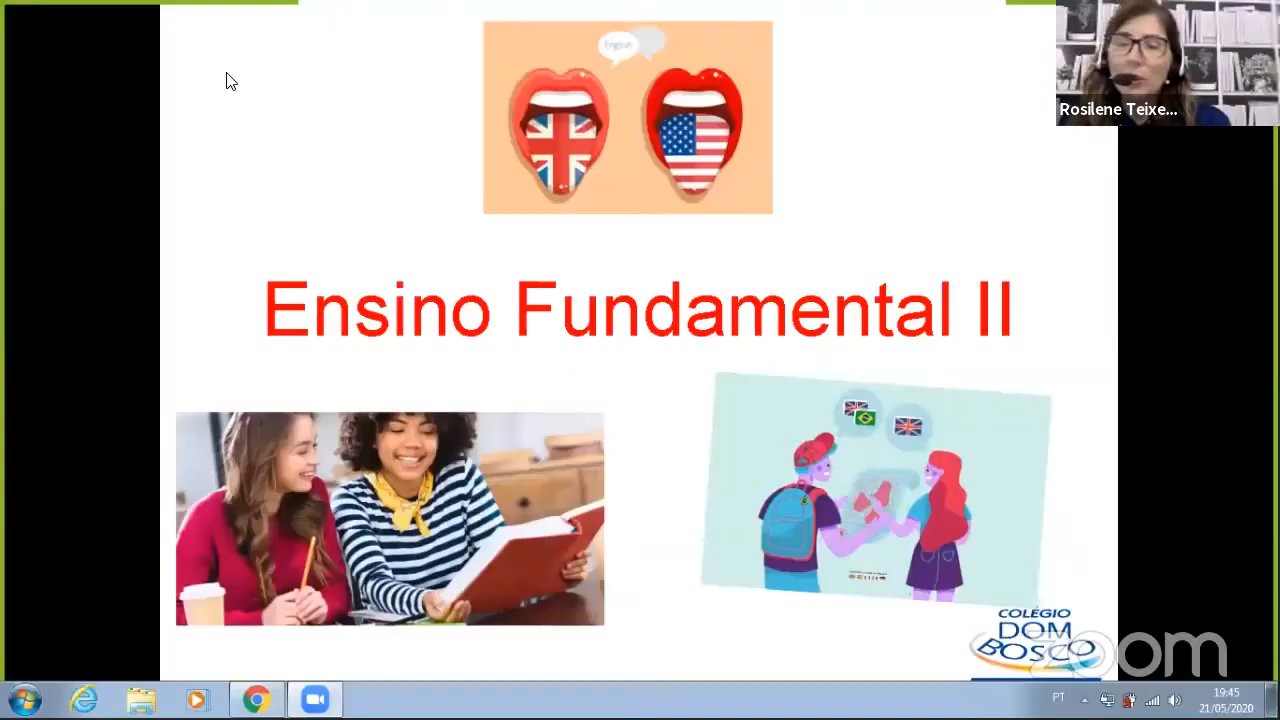 English
Rosilene Teixe...
Ensino Fundamental II
COLÉGIO
DOM
BOSCO
zoom
PT
19:45
21/05/2020